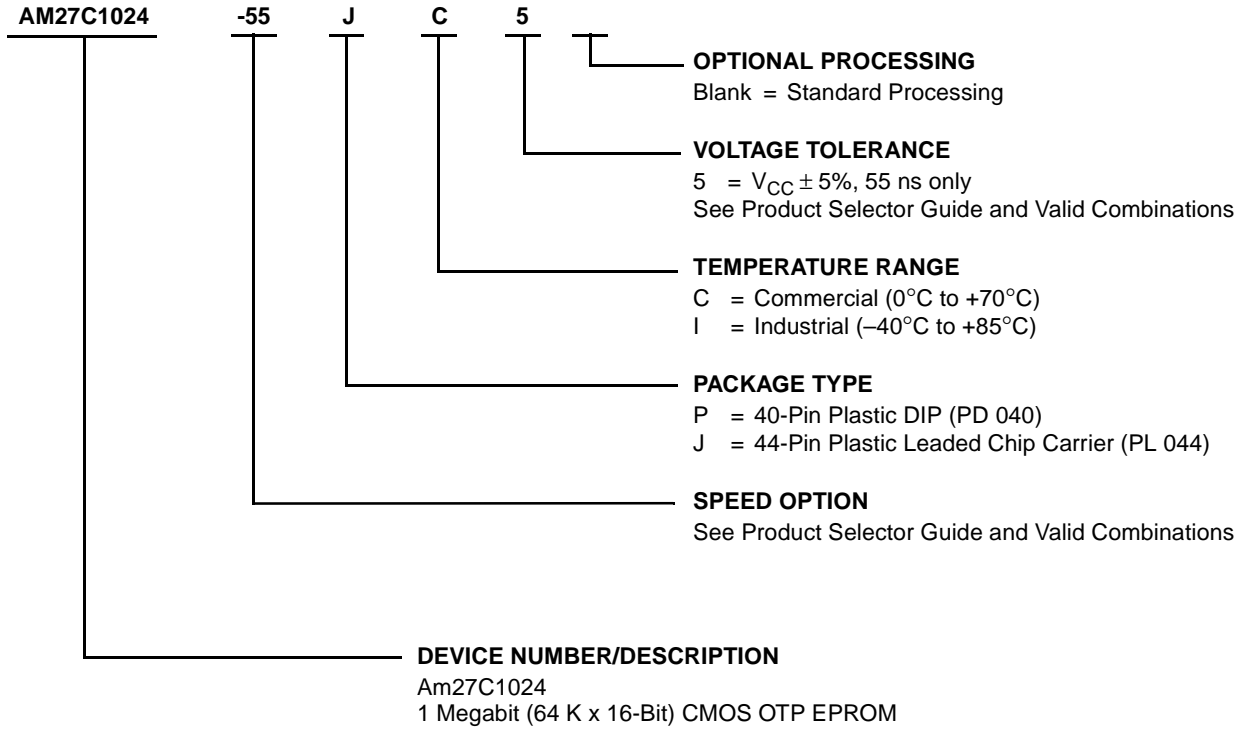 AM27C1024 -55 J C 5
OPTIONAL PROCESSING
Blank = Standard Processing
VOLTAGE TOLERANCE
5 = VCC ± 5%, 55 ns only
See Product Selector Guide and Valid Combinations
TEMPERATURE RANGE
C = Commercial (0°C to +70°C)
I = Industrial (–40°C to +85°C)
PACKAGE TYPE
P = 40-Pin Plastic DIP (PD 040)
J = 44-Pin Plastic Leaded Chip Carrier (PL 044)
SPEED OPTION
See Product Selector Guide and Valid Combinations
DEVICE NUMBER/DESCRIPTION
Am27C1024
1 Megabit (64 K x 16-Bit) CMOS OTP EPROM